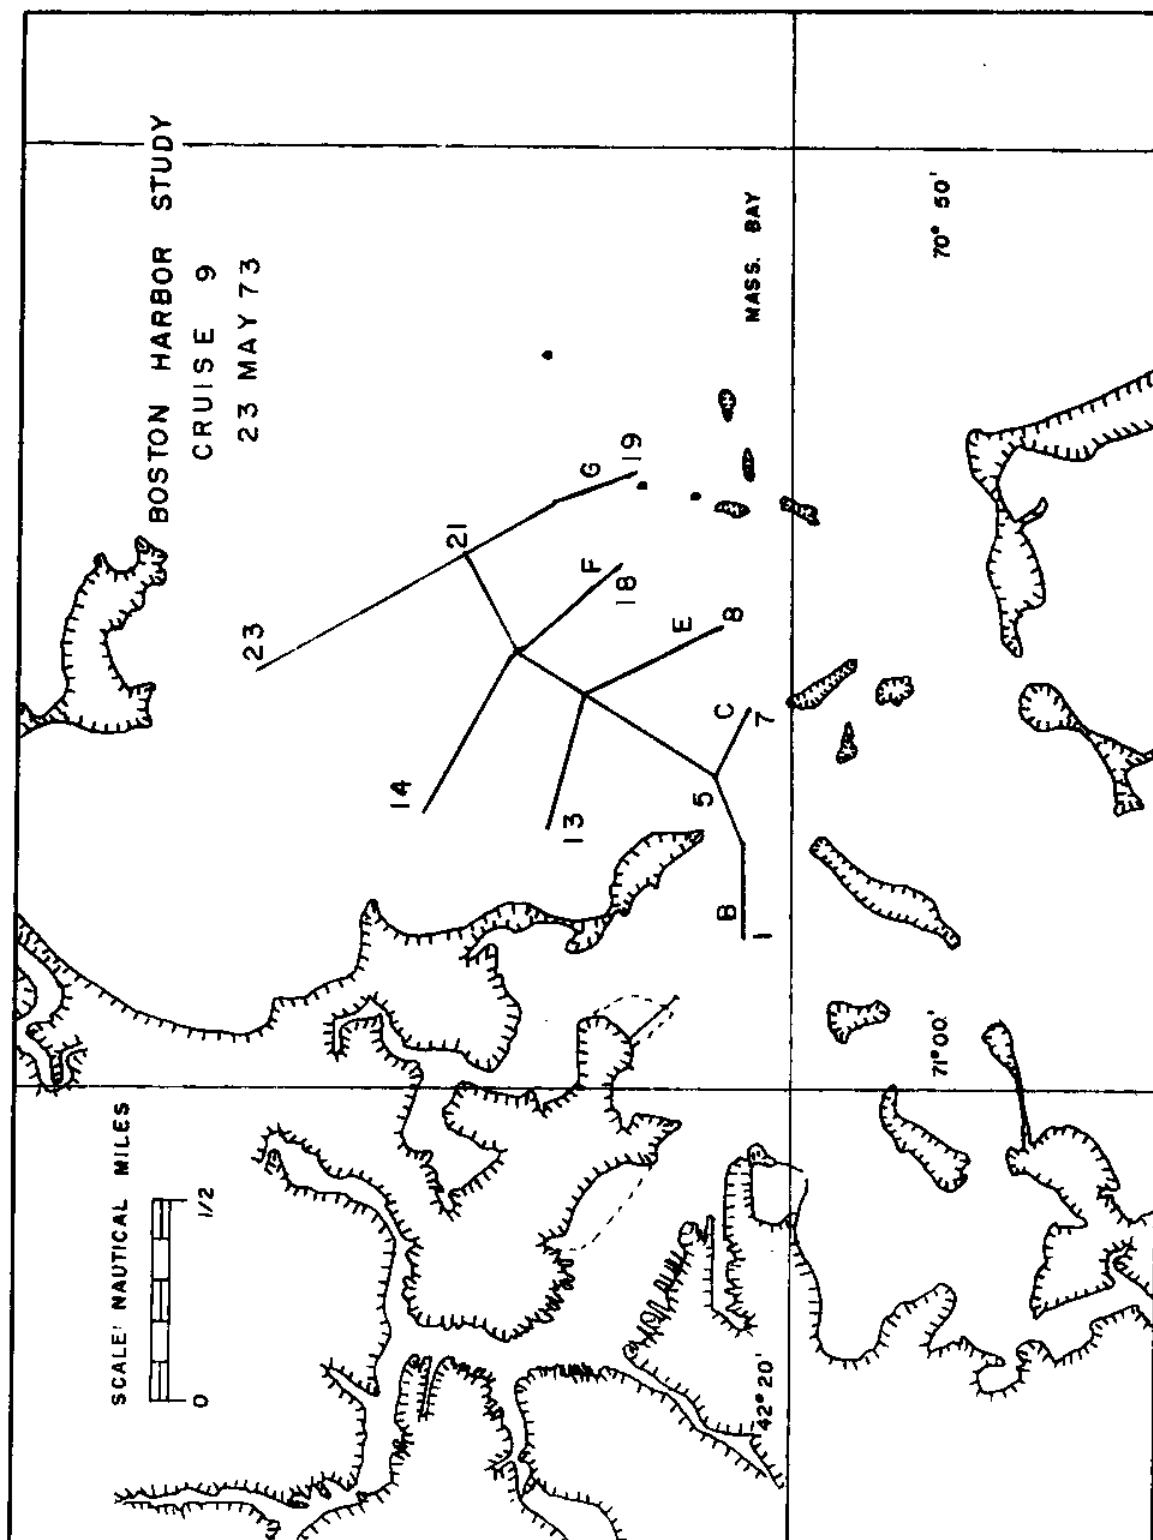 BOSTON HARBOR STUDY
CRUISE 9
23 MAY 73
23
21
G
19
F
18
14
E
8
13
C
7
5
B
1
MASS. BAY
70° 50'
71° 00'
42° 20'
SCALE: NAUTICAL MILES
0
1/2